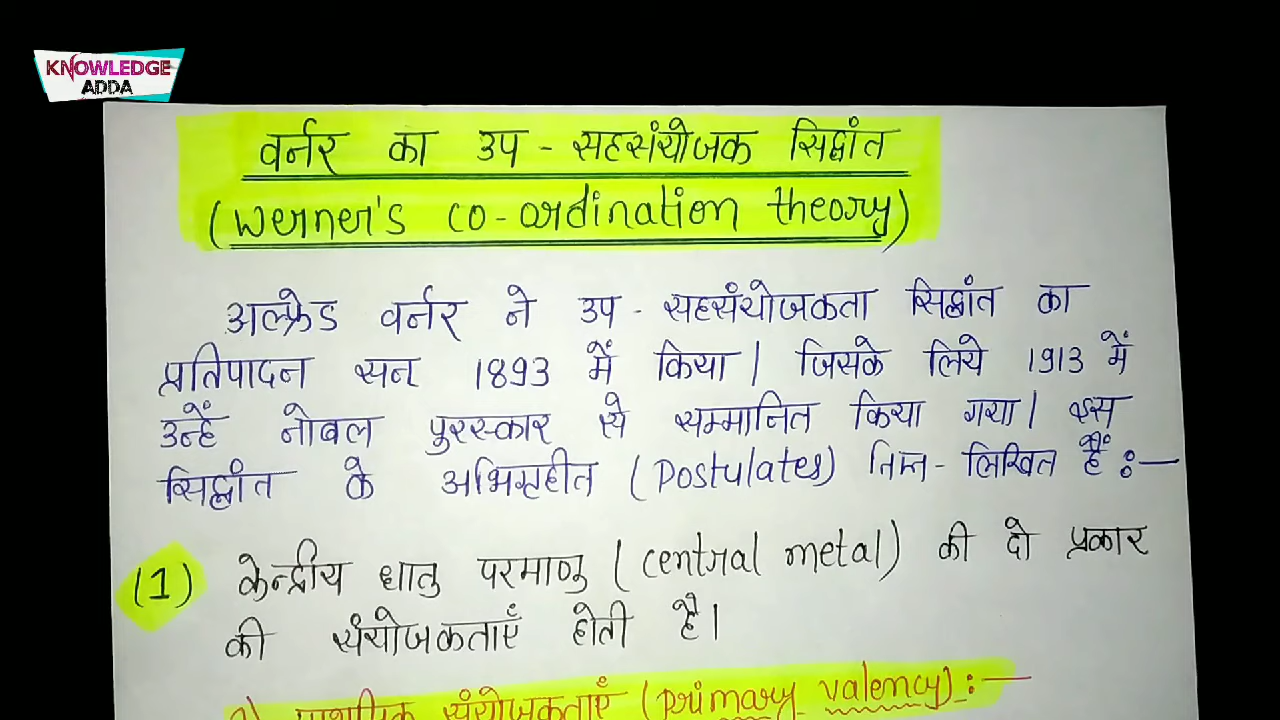 KNOWLEDGE
ADDA
वर्नर का उप - सहसंयोजक सिद्धांत
(Werner's co-ordination theory)
अल्फ्रेड वर्नर ने उप - सहसंयोजकता सिद्धांत का
प्रतिपादन सन् 1893 में किया। जिसके लिये 1913 में
उन्हें नोबल पुरस्कार से सम्मानित किया गया। इस
सिद्धांत के अभिगृहीत (Postulates) निम्न - लिखित हैं :—
(1) केन्द्रीय धातु परमाणु (central metal) की दो प्रकार
की संयोजकताएँ होती है।
a) प्राथमिक संयोजकताएँ (Primary valency) :—